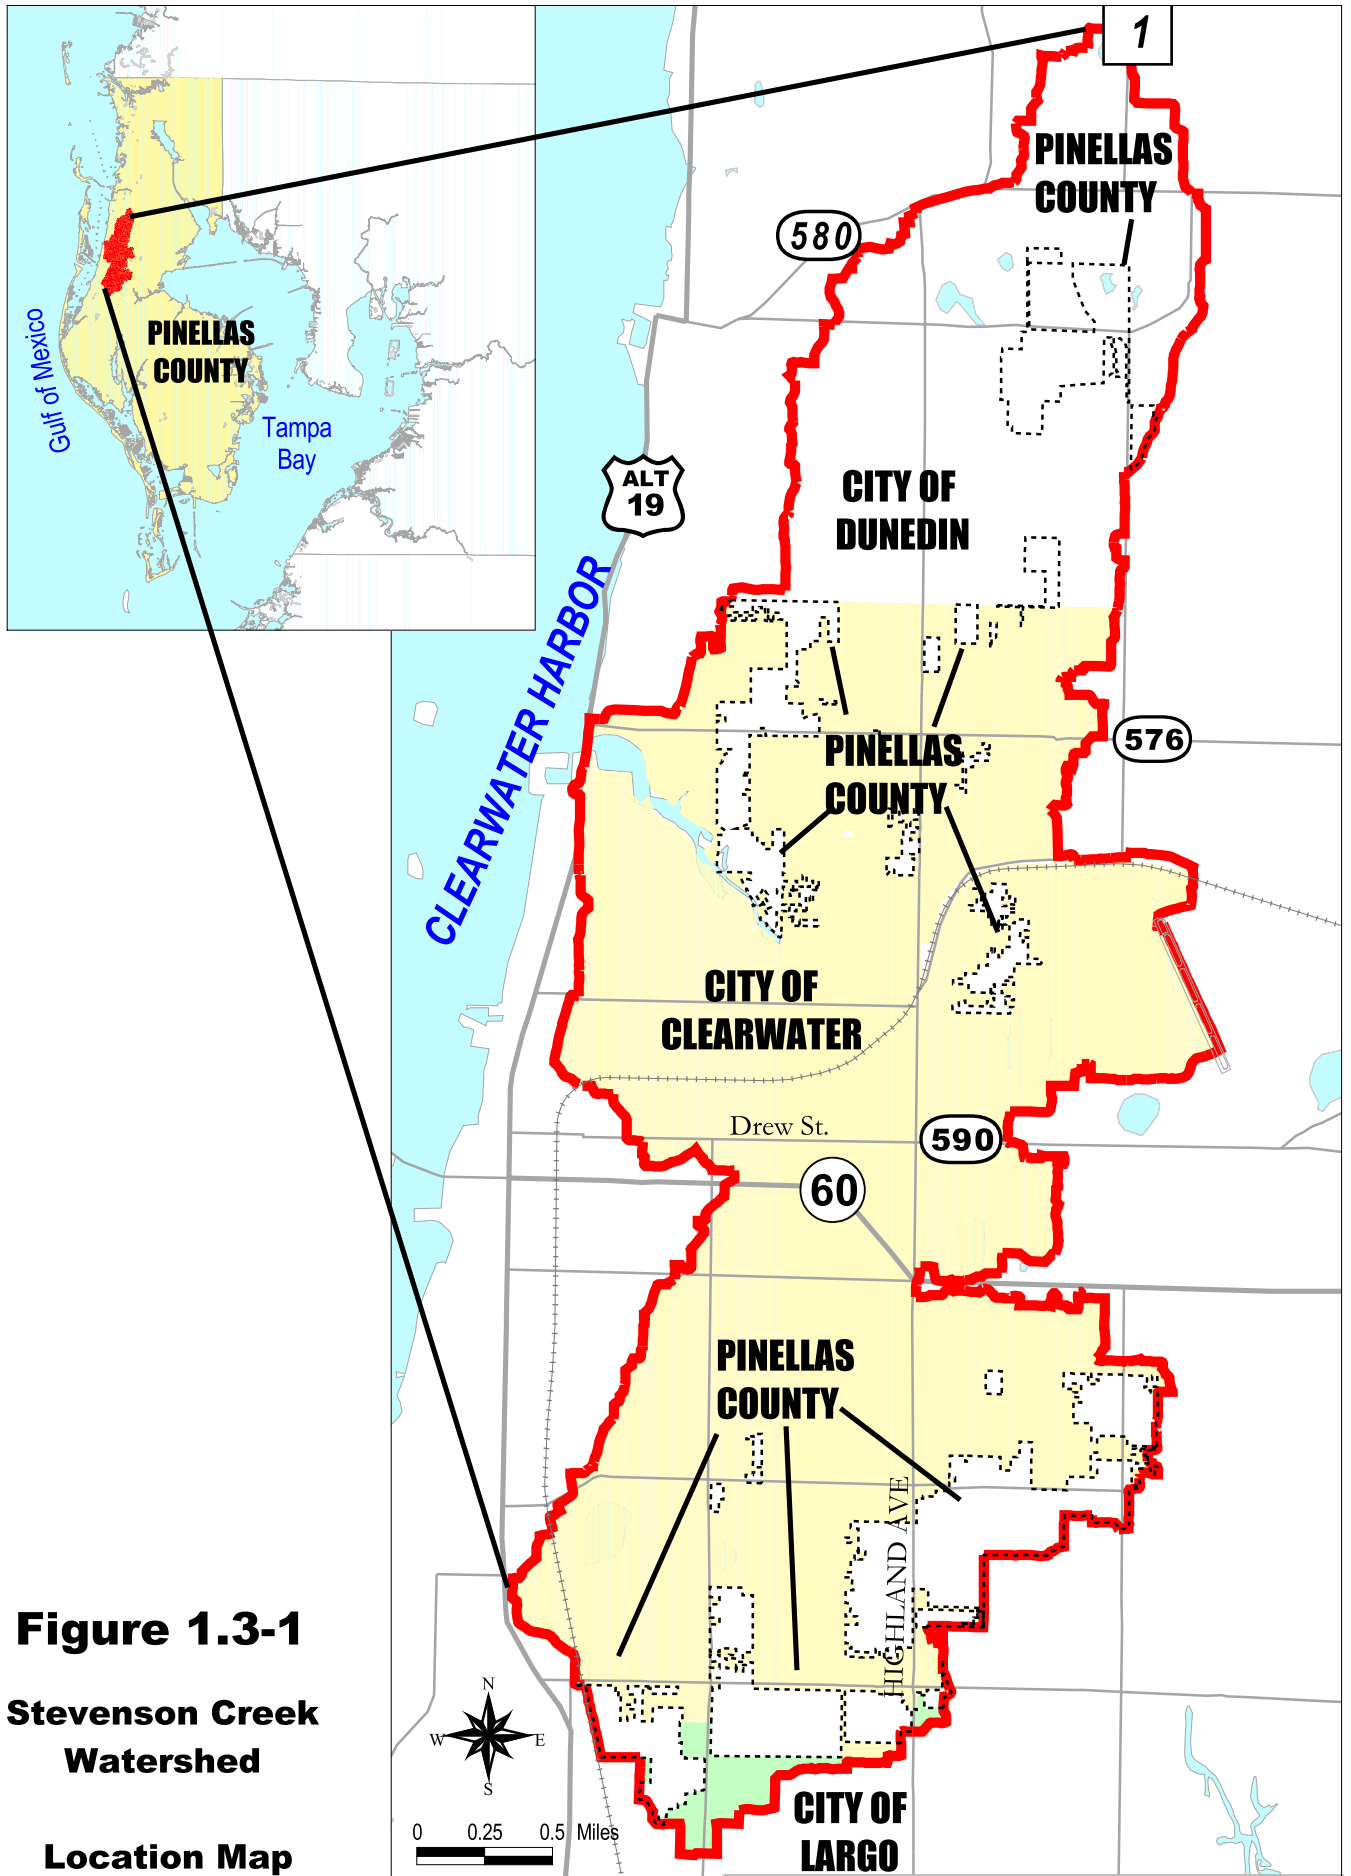 1
PINELLAS
COUNTY
580
Gulf of Mexico
PINELLAS
COUNTY
Tampa
Bay
ALT
19
CITY OF
DUNEDIN
CLEARWATER HARBOR
576
PINELLAS
COUNTY
CITY OF
CLEARWATER
Drew St.
590
60
PINELLAS
COUNTY
HIGHLAND AVE
Figure 1.3-1
Stevenson Creek
Watershed
Location Map
N
W E
S
0 0.25 0.5 Miles
CITY OF
LARGO